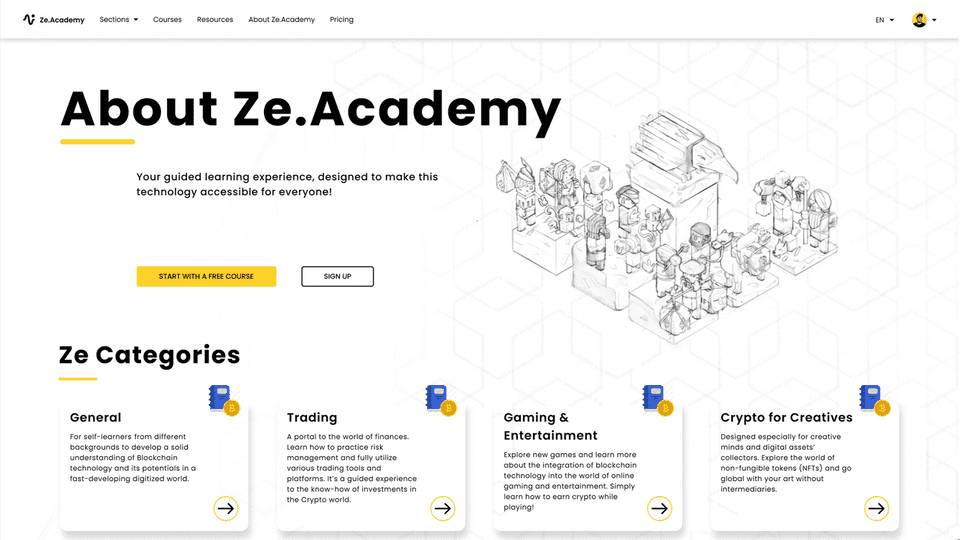 Ze.Academy
Sections
Courses
Resources
About Ze.Academy
Pricing
EN
About Ze.Academy
Your guided learning experience, designed to make this
technology accessible for everyone!
START WITH A FREE COURSE
SIGN UP
Ze Categories
General
For self-learners from different
backgrounds to develop a solid
understanding of Blockchain
technology and its potentials in a
fast-developing digitized world.
Trading
A portal to the world of finances.
Learn how to practice risk
management and fully utilize
various trading tools and
platforms. It's a guided experience
to the know-how of investments in
the Crypto world.
Gaming &
Entertainment
Explore new games and learn more
about the integration of blockchain
technology into the world of online
gaming and entertainment. Simply
learn how to earn crypto while
playing!
Crypto for Creatives
Designed especially for creative
minds and digital assets'
collectors. Explore the world of
non-fungible tokens (NFTs) and go
global with your art without
intermediaries.